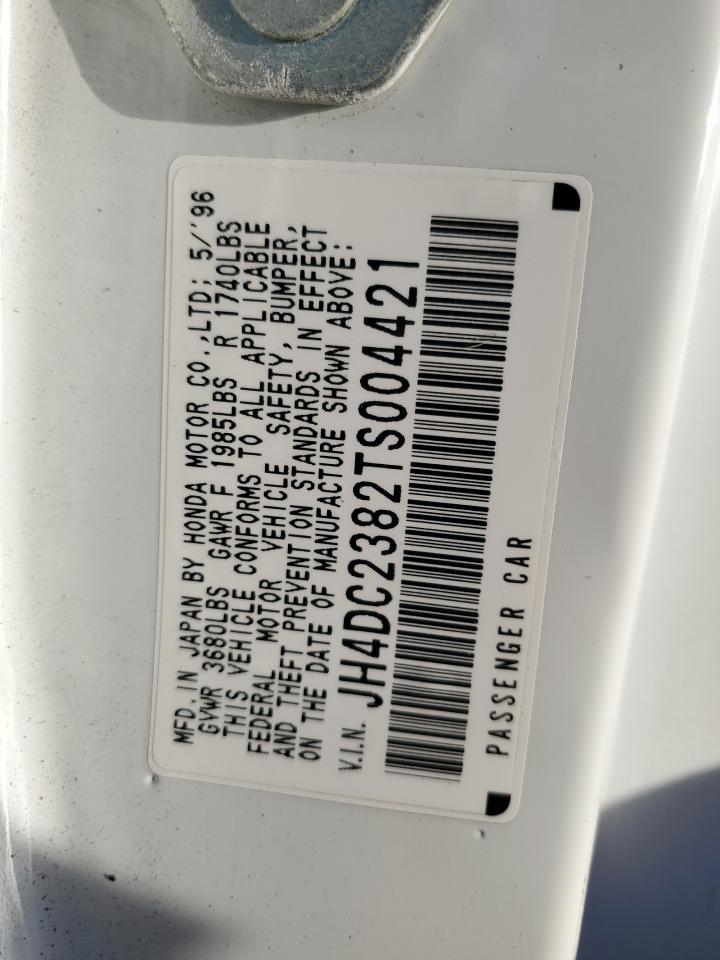 MFD. IN JAPAN BY HONDA MOTOR CO.,LTD; 5/'96
GVWR 3680LBS GAWR F 1985LBS R 1740LBS
THIS VEHICLE CONFORMS TO ALL APPLICABLE
FEDERAL MOTOR VEHICLE SAFETY, BUMPER,
AND THEFT PREVENTION STANDARDS IN EFFECT
ON THE DATE OF MANUFACTURE SHOWN ABOVE:
V.I.N. JH4DC2382TS004421
PASSENGER CAR